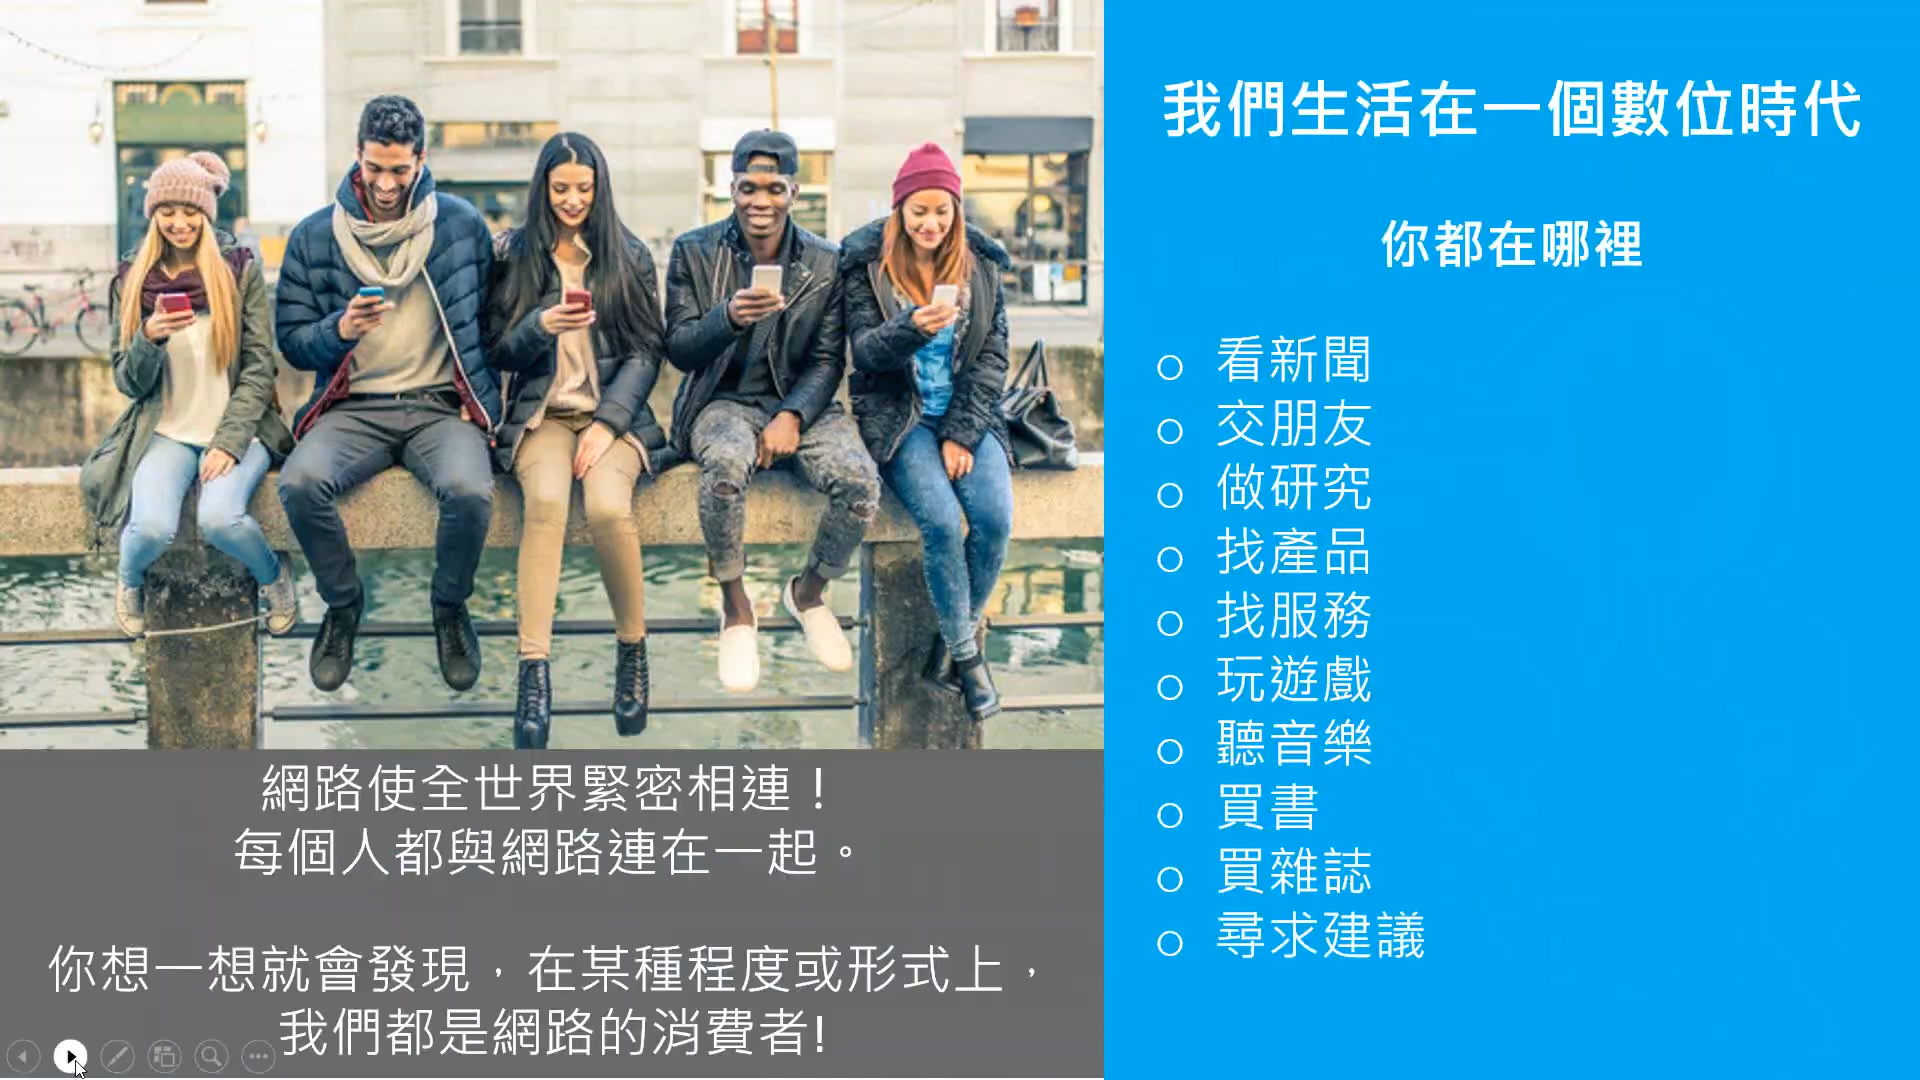 我們生活在一個數位時代
你都在哪裡
o 看新聞
o 交朋友
o 做研究
o 找產品
o 找服務
o 玩遊戲
o 聽音樂
o 買書
o 買雜誌
o 尋求建議
網路使全世界緊密相連！
每個人都與網路連在一起。
你想一想就會發現，在某種程度或形式上，
我們都是網路的消費者!